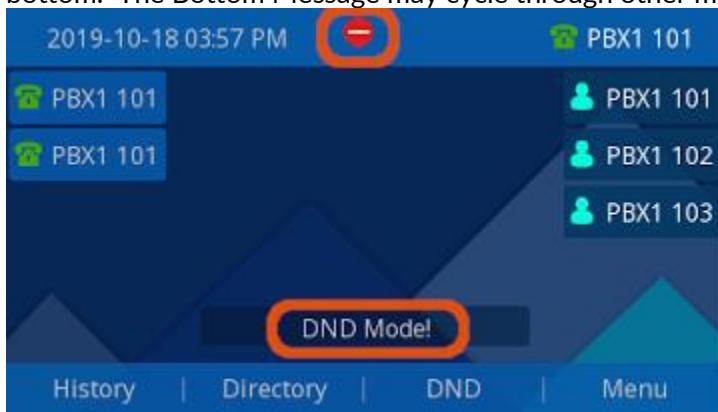 bottom. The Bottom Message may cycle through other m
2019-10-18 03:57 PM PBX1 101
PBX1 101 PBX1 101
PBX1 101 PBX1 102
PBX1 103
DND Mode!
History | Directory | DND | Menu